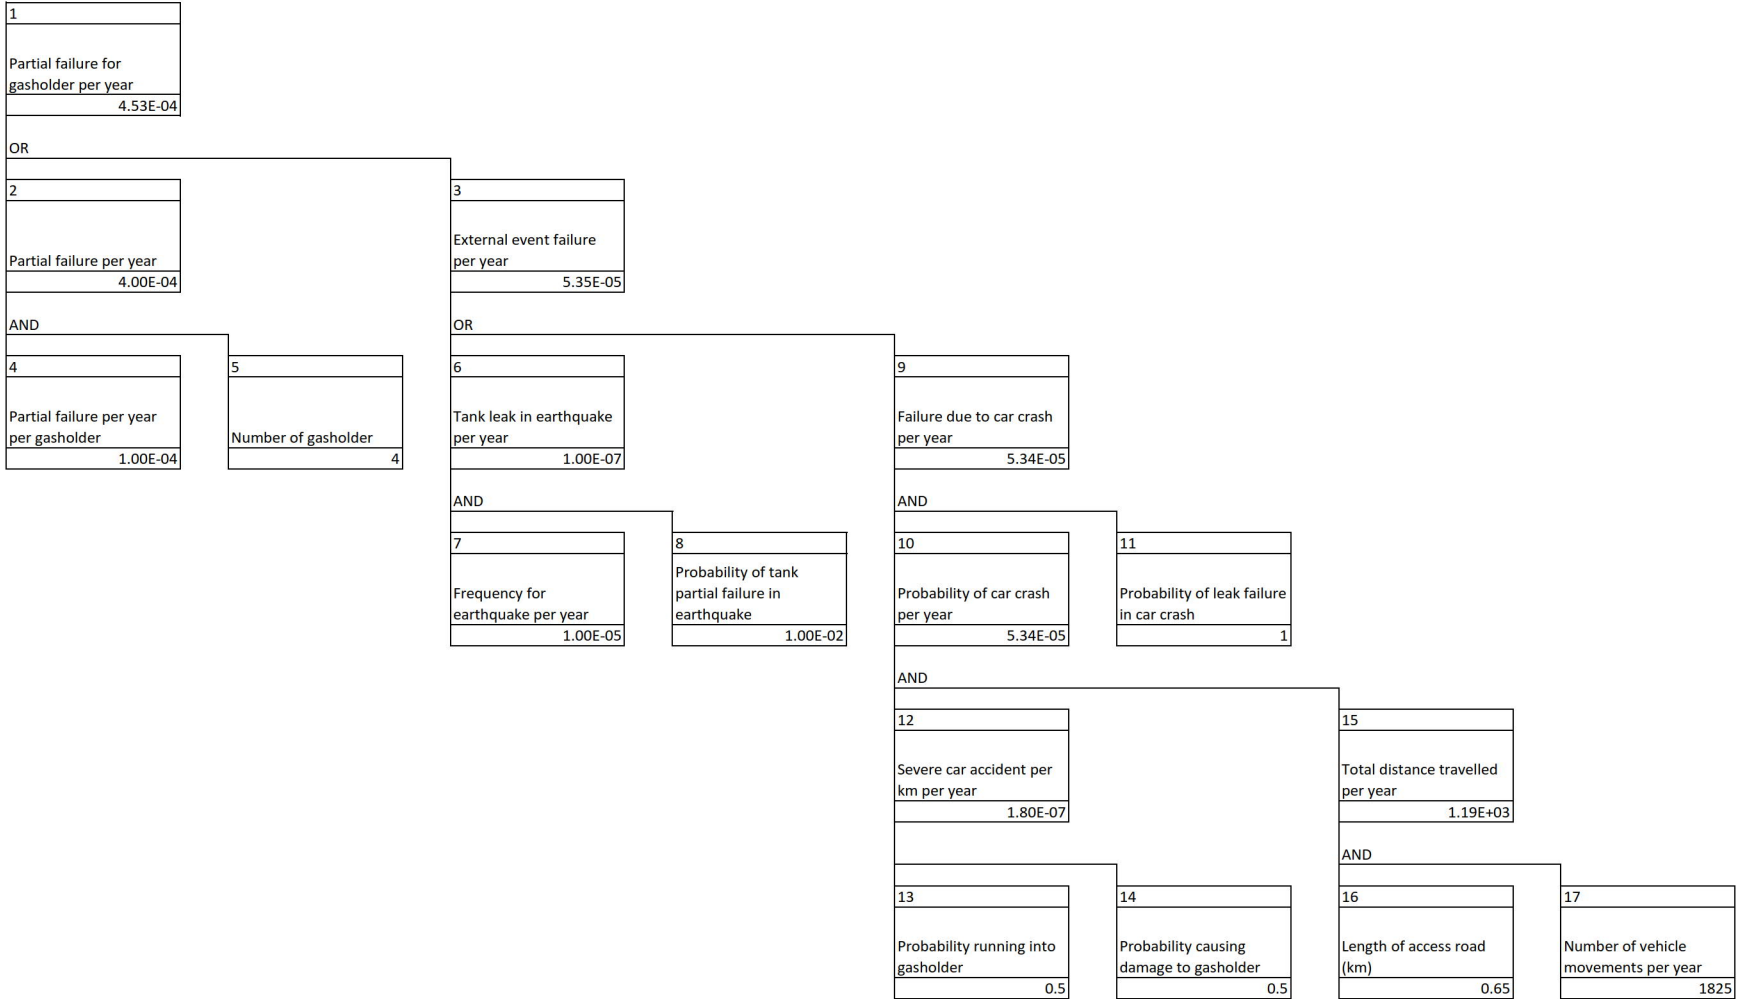 1
Partial failure for
gasholder per year
4.53E-04
OR
2
Partial failure per year
4.00E-04
3
External event failure
per year
5.35E-05
AND
OR
4
Partial failure per year
per gasholder
1.00E-04
5
Number of gasholder
4
6
Tank leak in earthquake
per year
1.00E-07
9
Failure due to car crash
per year
5.34E-05
AND
AND
7
Frequency for
earthquake per year
1.00E-05
8
Probability of tank
partial failure in
earthquake
1.00E-02
10
Probability of car crash
per year
5.34E-05
11
Probability of leak failure
in car crash
1
AND
12
Severe car accident per
km per year
1.80E-07
15
Total distance travelled
per year
1.19E+03
AND
13
Probability running into
gasholder
0.5
14
Probability causing
damage to gasholder
0.5
16
Length of access road
(km)
0.65
17
Number of vehicle
movements per year
1825